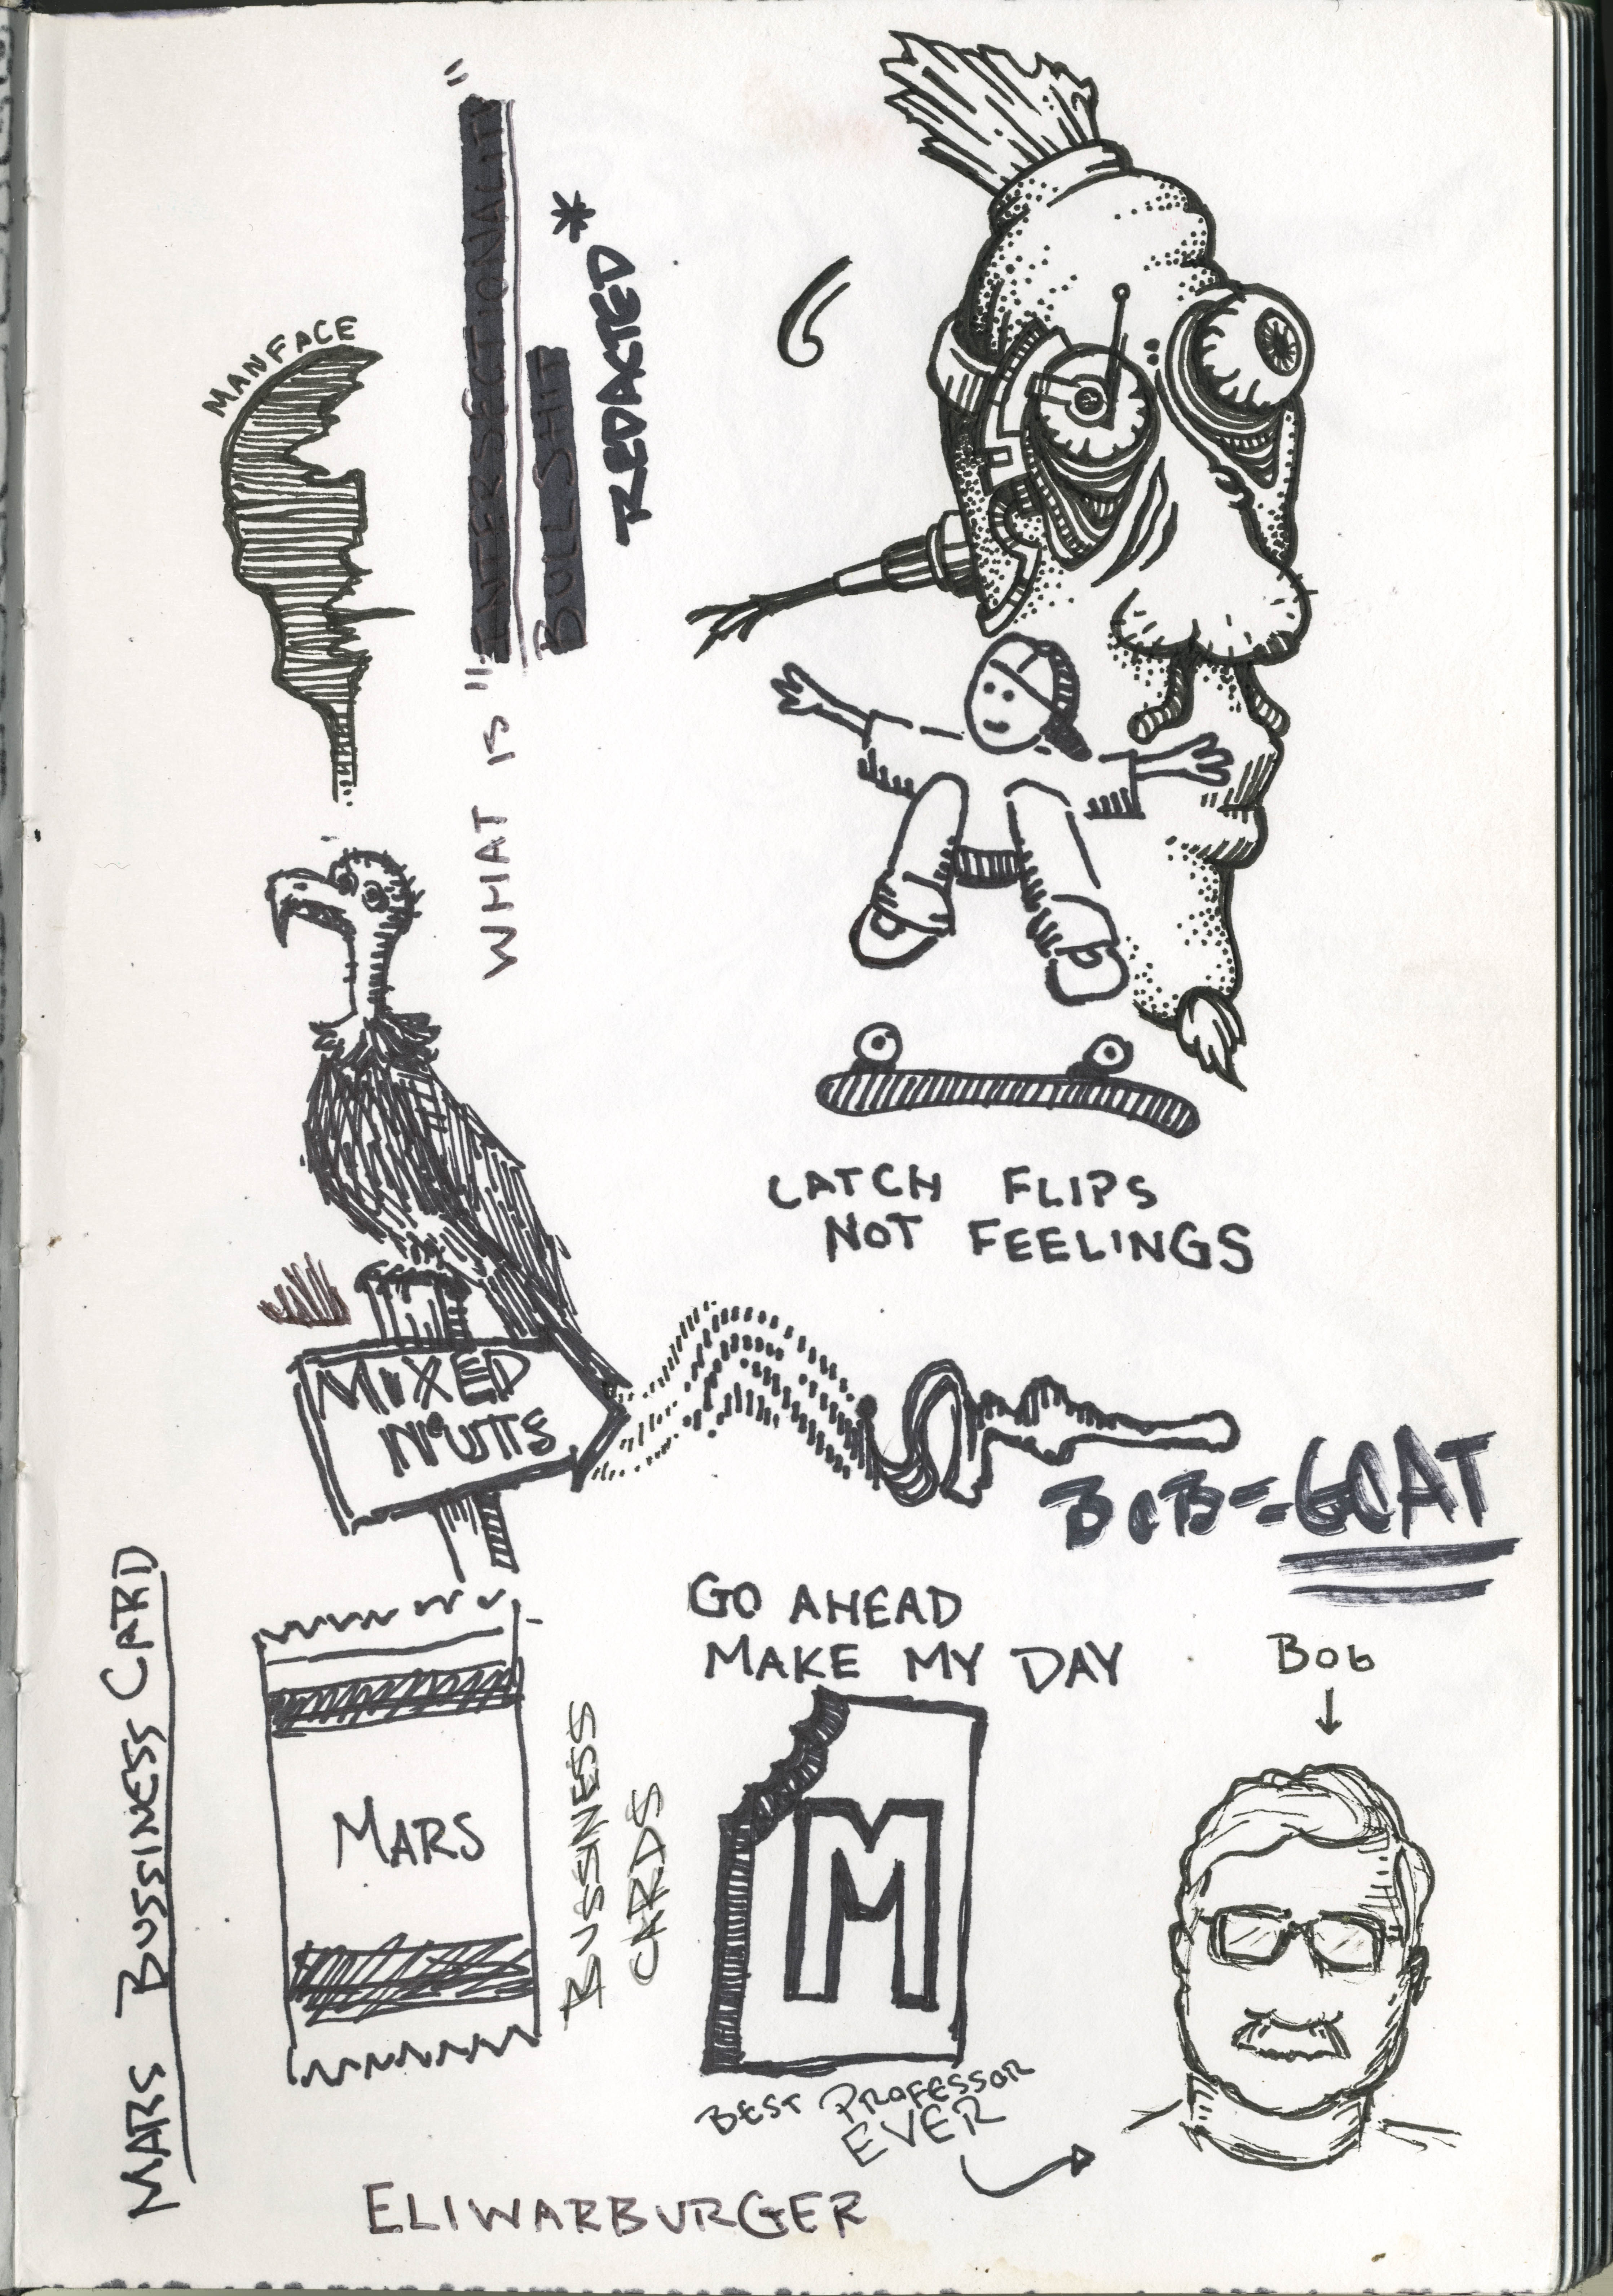 MANFACE
WHAT IS "INTERSECTIONALITY"
BULLSHIT
*
REDACTED
CATCH FLIPS
NOT FEELINGS
MIXED
NUTS
BOB = GOAT
MARS BUSSINESS CARD
MARS
BUSSINESS
CARDS
GO AHEAD
MAKE MY DAY
M
Bob
BEST PROFESSOR
EVER
ELIWARBURGER